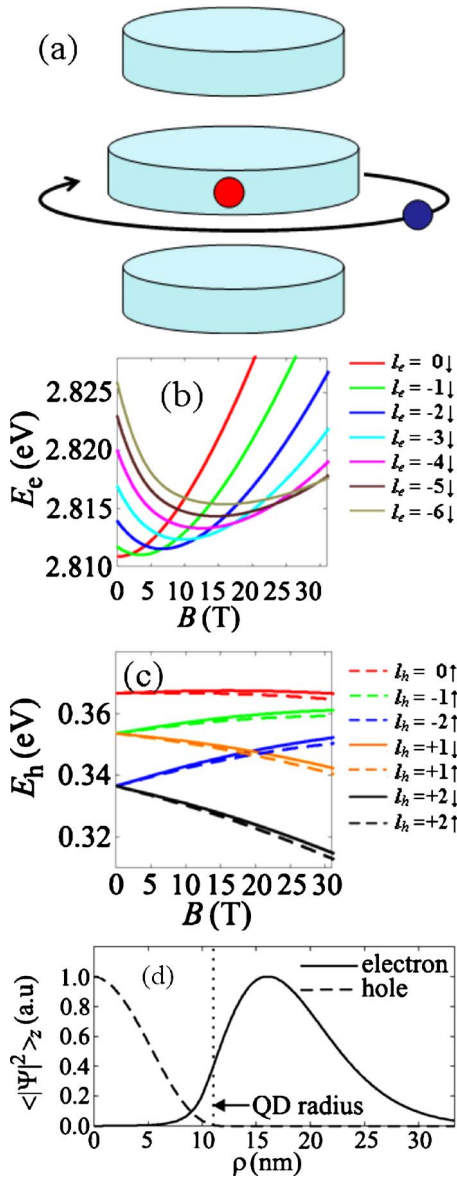 (a)
(b)
E_e (eV)
2.825
2.820
2.815
2.810
0 5 10 15 20 25 30
B (T)
l_e = 0↓
l_e = -1↓
l_e = -2↓
l_e = -3↓
l_e = -4↓
l_e = -5↓
l_e = -6↓
(c)
E_h (eV)
0.36
0.34
0.32
0 5 10 15 20 25 30
B (T)
l_h = 0↑
l_h = -1↑
l_h = -2↑
l_h = +1↓
l_h = +1↑
l_h = +2↓
l_h = +2↑
(d)
<|Ψ|²>_z (a.u)
1.0
0.8
0.6
0.4
0.2
0.0
electron
hole
QD radius
0 5 10 15 20 25 30
ρ (nm)